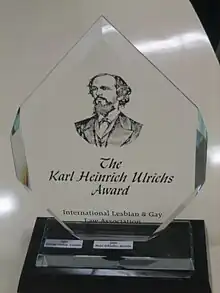 The
Karl Heinrich Ulrichs
Award
International Lesbian & Gay
Law Association